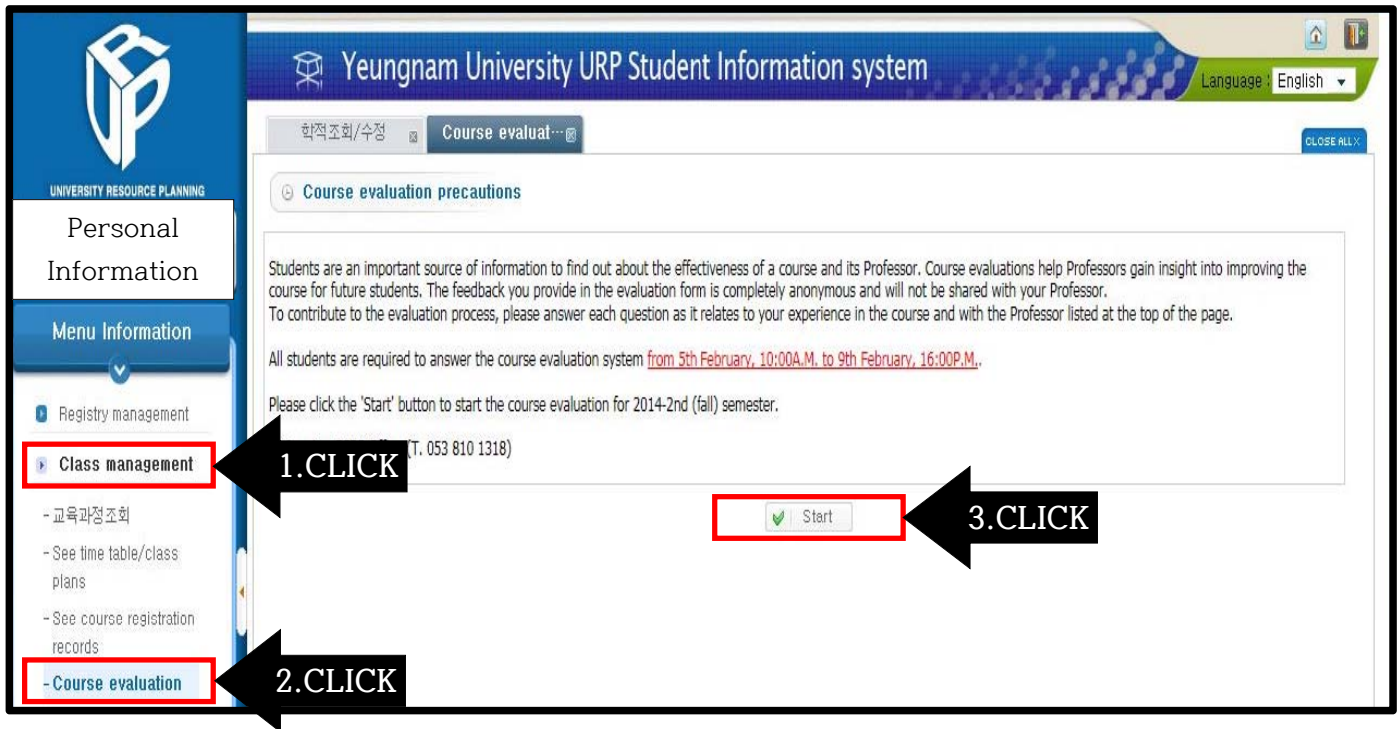 UNIVERSITY RESOURCE PLANNING
Personal
Information
Menu Information
Registry management
Class management
- 교육과정조회
- See time table/class
plans
- See course registration
records
- Course evaluation
Yeungnam University URP Student Information system
Language : English
학적조회/수정
Course evaluat…
CLOSE ALL X
Course evaluation precautions
Students are an important source of information to find out about the effectiveness of a course and its Professor. Course evaluations help Professors gain insight into improving the
course for future students. The feedback you provide in the evaluation form is completely anonymous and will not be shared with your Professor.
To contribute to the evaluation process, please answer each question as it relates to your experience in the course and with the Professor listed at the top of the page.
All students are required to answer the course evaluation system from 5th February, 10:00A.M. to 9th February, 16:00P.M..
Please click the 'Start' button to start the course evaluation for 2014-2nd (fall) semester.
(T. 053 810 1318)
1.CLICK
Start
3.CLICK
2.CLICK